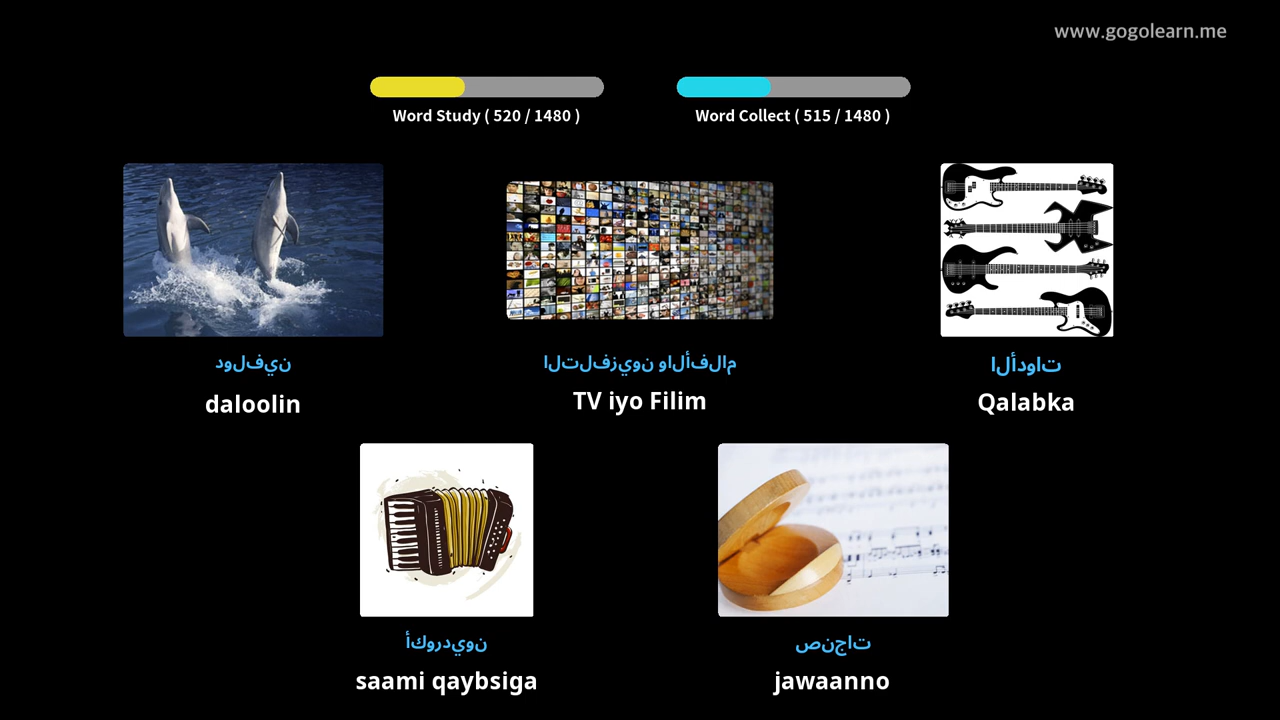 www.gogolearn.me
Word Study ( 520 / 1480 )
Word Collect ( 515 / 1480 )
دولفين
daloolin
التلفزيون والأفلام
TV iyo Filim
الأدوات
Qalabka
أكورديون
saami qaybsiga
صنجات
jawaanno